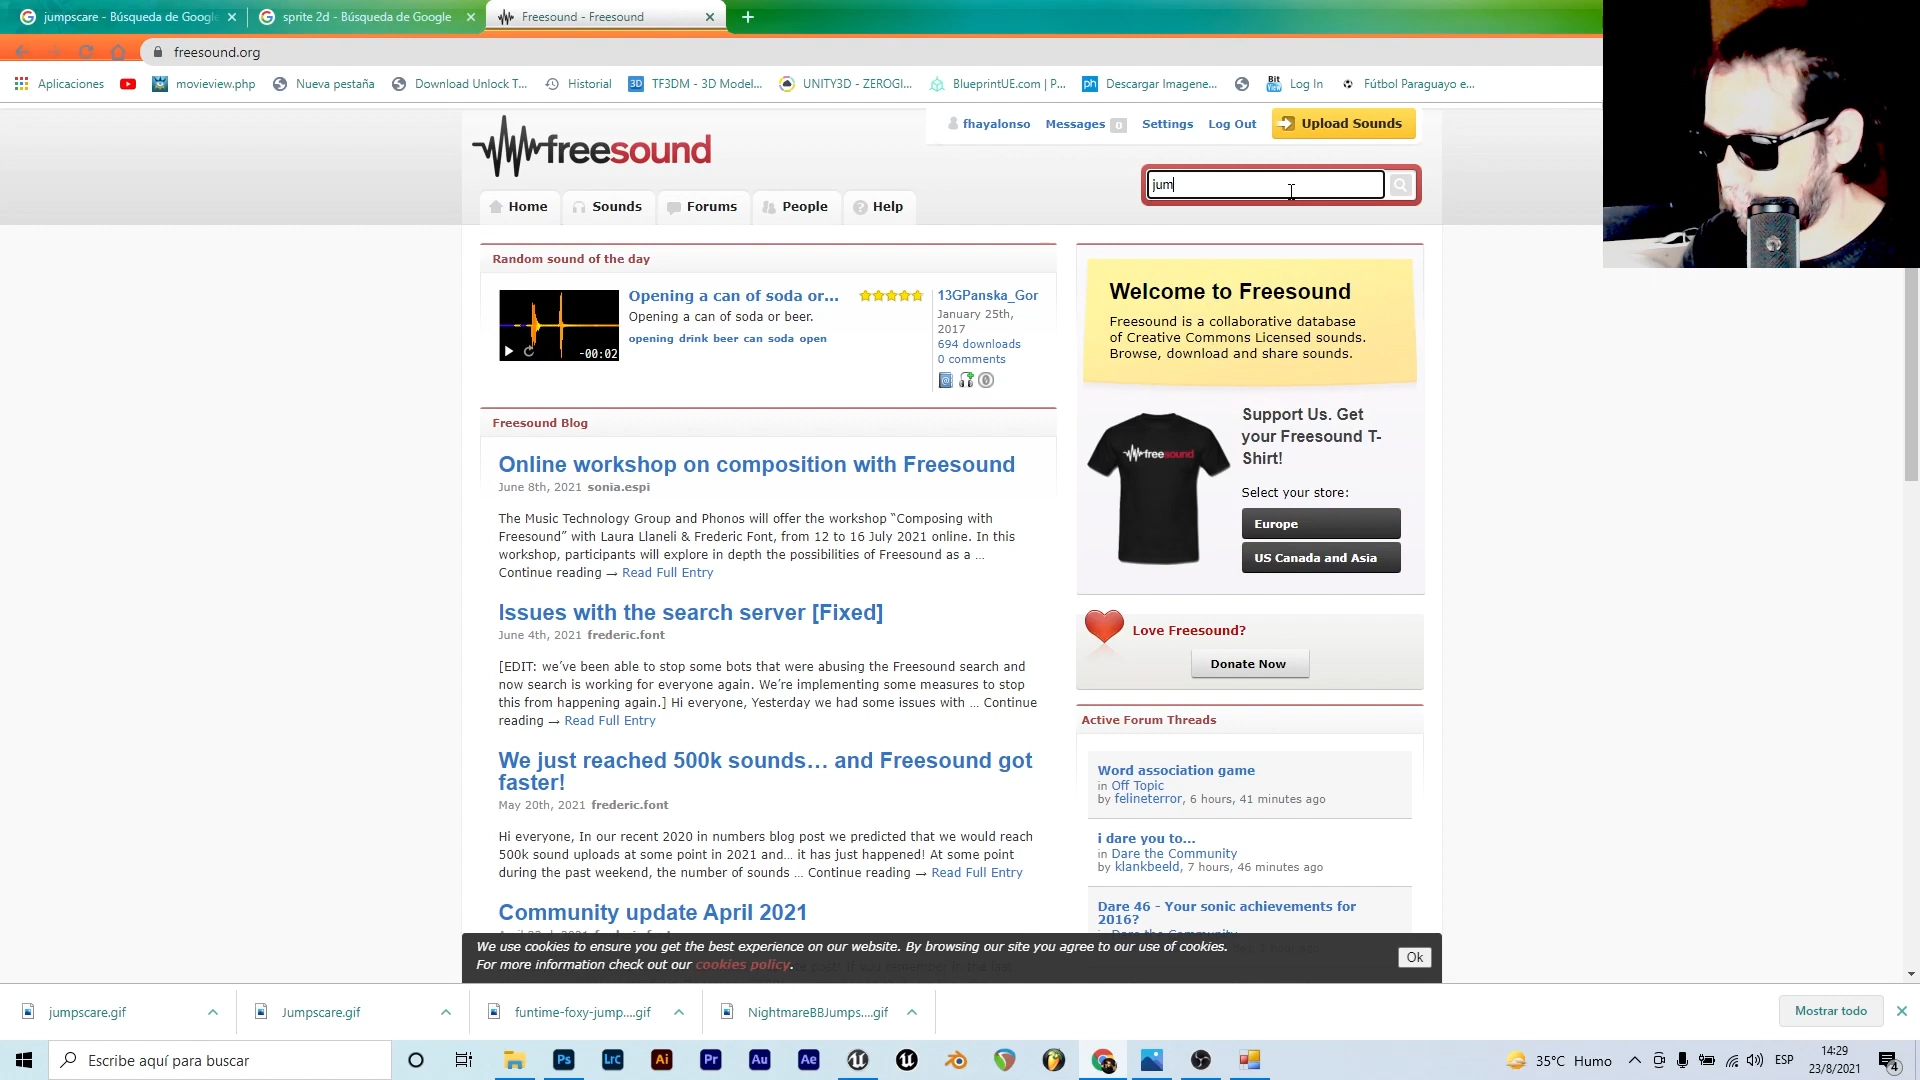 jumpscare - Búsqueda de Google
sprite 2d - Búsqueda de Google
Freesound - Freesound
freesound.org
Aplicaciones
movieview.php
Nueva pestaña
Download Unlock T...
Historial
TF3DM - 3D Model...
UNITY3D - ZEROGI...
BlueprintUE.com | P...
Descargar Imagene...
Log In
Fútbol Paraguayo e...
freesound
fhayalonso
Messages 0
Settings
Log Out
Upload Sounds
jum
Home
Sounds
Forums
People
Help
Random sound of the day
Opening a can of soda or...
Opening a can of soda or beer.
opening drink beer can soda open
-00:02
13GPanska_Gor
January 25th,
2017
694 downloads
0 comments
Freesound Blog
Online workshop on composition with Freesound
June 8th, 2021 sonia.espi
The Music Technology Group and Phonos will offer the workshop “Composing with
Freesound” with Laura Llaneli & Frederic Font, from 12 to 16 July 2021 online. In this
workshop, participants will explore in depth the possibilities of Freesound as a …
Continue reading → Read Full Entry
Issues with the search server [Fixed]
June 4th, 2021 frederic.font
[EDIT: we’ve been able to stop some bots that were abusing the Freesound search and
now search is working for everyone again. We’re implementing some measures to stop
this from happening again.] Hi everyone, Yesterday we had some issues with … Continue
reading → Read Full Entry
We just reached 500k sounds… and Freesound got
faster!
May 20th, 2021 frederic.font
Hi everyone, In our recent 2020 in numbers blog post we predicted that we would reach
500k sound uploads at some point in 2021 and… it has just happened! At some point
during the past weekend, the number of sounds … Continue reading → Read Full Entry
Community update April 2021
Welcome to Freesound
Freesound is a collaborative database
of Creative Commons Licensed sounds.
Browse, download and share sounds.
freesound
Support Us. Get
your Freesound T-
Shirt!
Select your store:
Europe
US Canada and Asia
Love Freesound?
Donate Now
Active Forum Threads
Word association game
in Off Topic
by felineterror, 6 hours, 41 minutes ago
i dare you to...
in Dare the Community
by klankbeeld, 7 hours, 46 minutes ago
Dare 46 - Your sonic achievements for
2016?
We use cookies to ensure you get the best experience on our website. By browsing our site you agree to our use of cookies.
For more information check out our cookies policy.
Ok
jumpscare.gif
Jumpscare.gif
funtime-foxy-jump....gif
NightmareBBJumps....gif
Mostrar todo
Escribe aquí para buscar
Ps
Lrc
Ai
Pr
Au
Ae
35°C Humo
ESP
14:29
23/8/2021
4